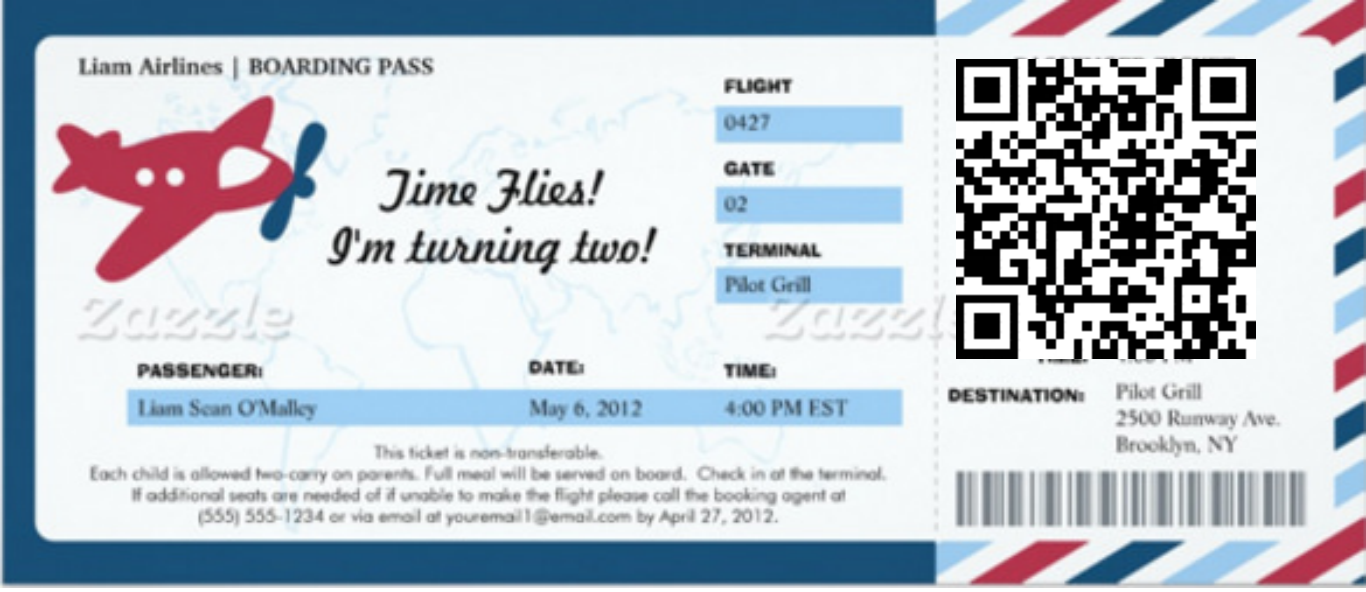 Liam Airlines | BOARDING PASS
Time Flies!
I'm turning two!
FLIGHT
0427
GATE
02
TERMINAL
Pilot Grill
Zazzle
Zazzle
PASSENGER:
Liam Sean O'Malley
DATE:
May 6, 2012
TIME:
4:00 PM EST
This ticket is non-transferable.
Each child is allowed two-carry on parents. Full meal will be served on board. Check in at the terminal.
If additional seats are needed of if unable to make the flight please call the booking agent at
(555) 555-1234 or via email at youremail1@email.com by April 27, 2012.
DESTINATION:
Pilot Grill
2500 Runway Ave.
Brooklyn, NY